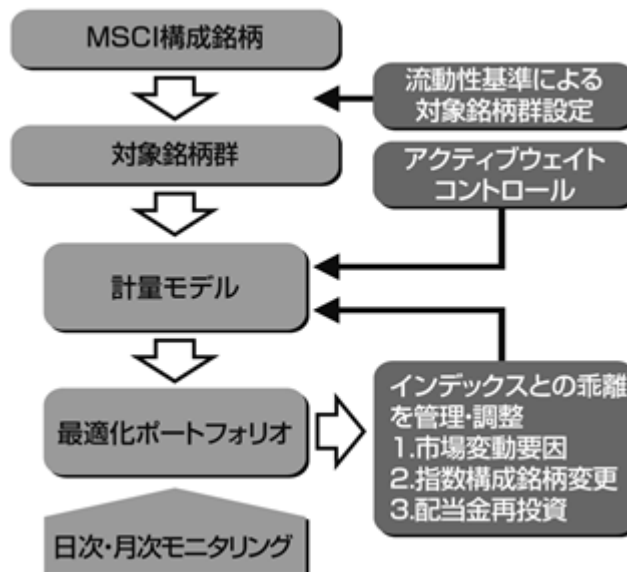 MSCI構成銘柄
流動性基準による
対象銘柄群設定
対象銘柄群
アクティブウェイト
コントロール
計量モデル
最適化ポートフォリオ
インデックスとの乖離
を管理・調整
1.市場変動要因
2.指数構成銘柄変更
3.配当金再投資
日次・月次モニタリング